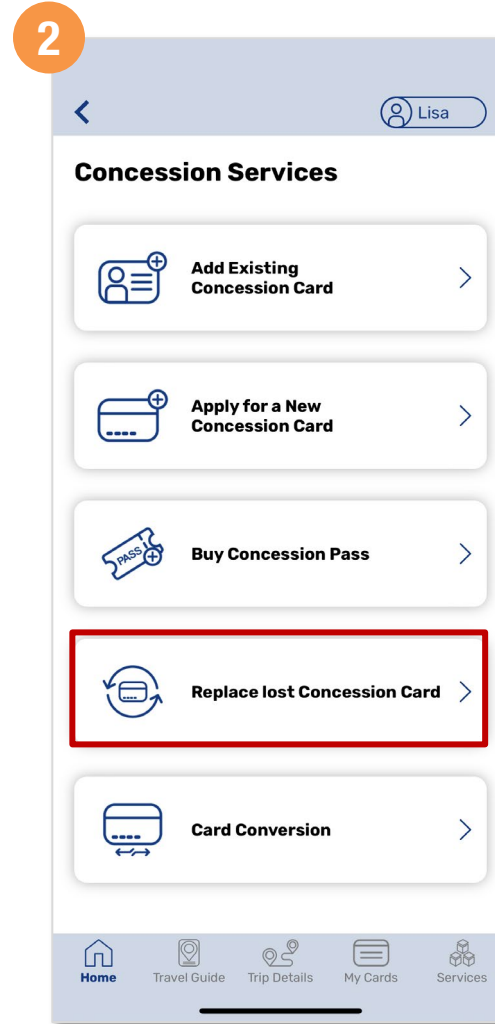 2
Lisa
Concession Services
Add Existing
Concession Card
Apply for a New
Concession Card
PASS
Buy Concession Pass
Replace lost Concession Card
Card Conversion
Home
Travel Guide
Trip Details
My Cards
Services